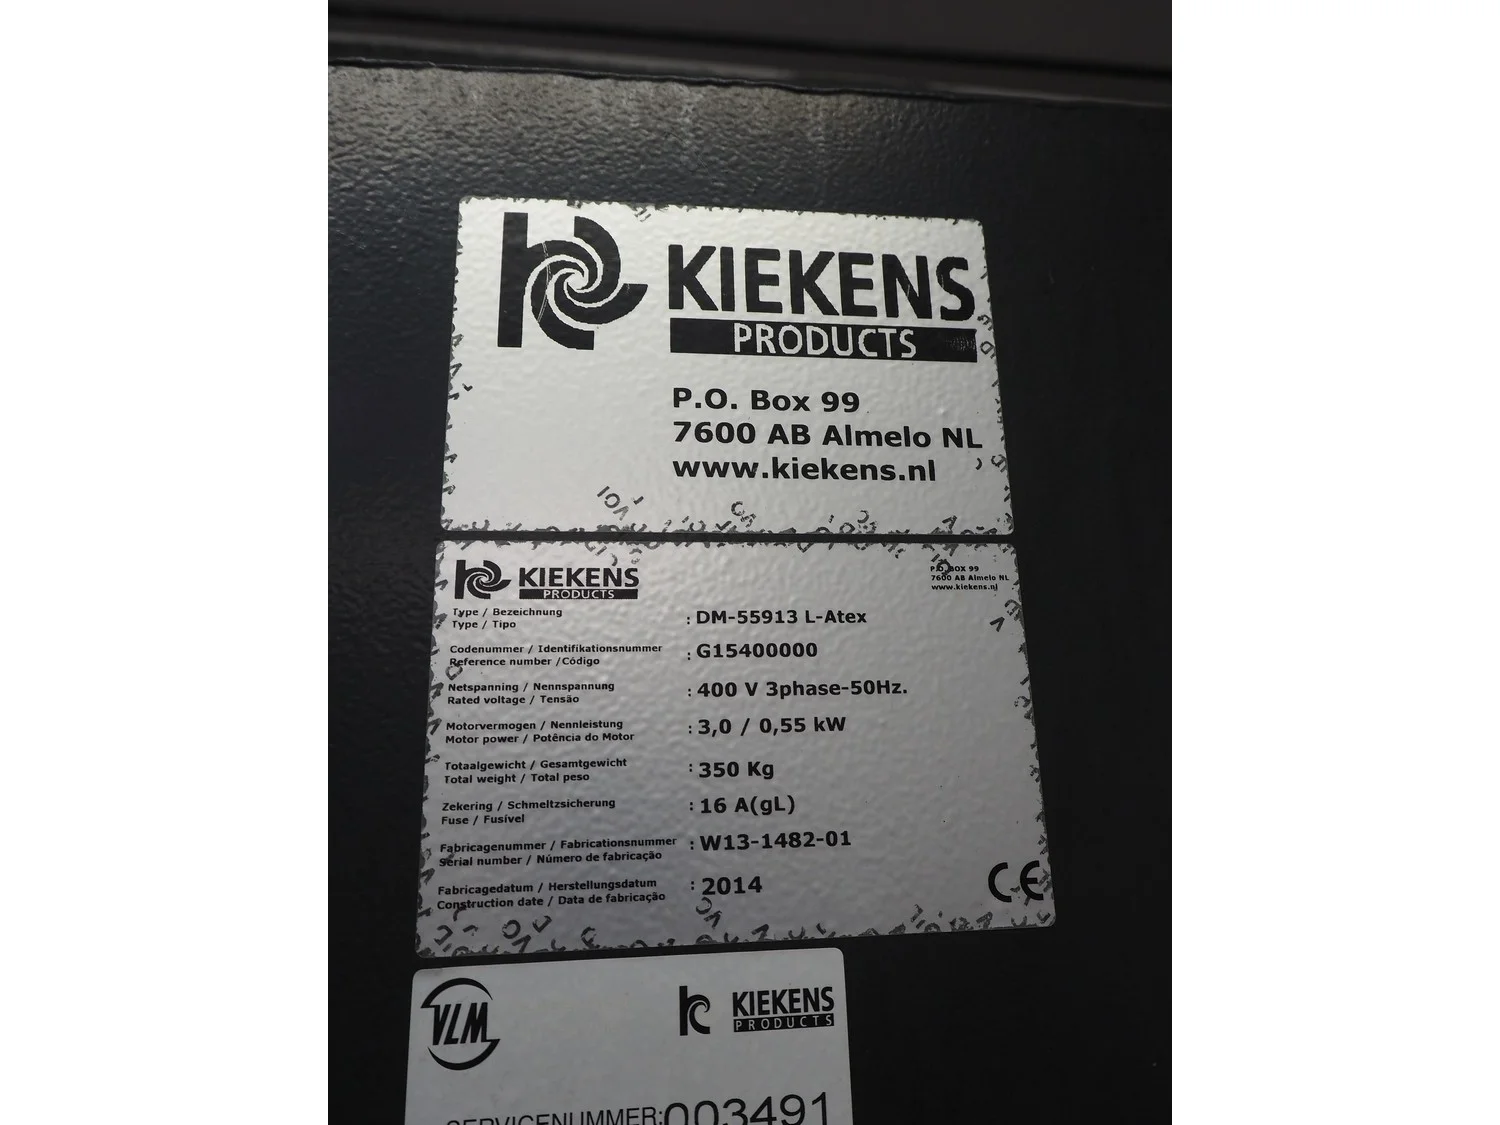 KIEKENS
PRODUCTS
P.O. Box 99
7600 AB Almelo NL
www.kiekens.nl
KIEKENS
PRODUCTS
P.O. BOX 99
7600 AB Almelo NL
www.kiekens.nl
Type / Bezeichnung
Type / Tipo
: DM-55913 L-Atex
Codenummer / Identifikationsnummer
Reference number /Código
: G15400000
Netspanning / Nennspannung
Rated voltage / Tensão
: 400 V 3phase-50Hz.
Motorvermogen / Nennleistung
Motor power / Potência do Motor
: 3,0 / 0,55 kW
Totaalgewicht / Gesamtgewicht
Total weight / Total peso
: 350 Kg
Zekering / Schmeltzsicherung
Fuse / Fusível
: 16 A(gL)
Fabricagenummer / Fabricationsnummer
Serial number / Número de fabricação
: W13-1482-01
Fabricagedatum / Herstellungsdatum
Construction date / Data de fabricação
: 2014
CE
VLM
KIEKENS
PRODUCTS
SERVICENUMMER:003491